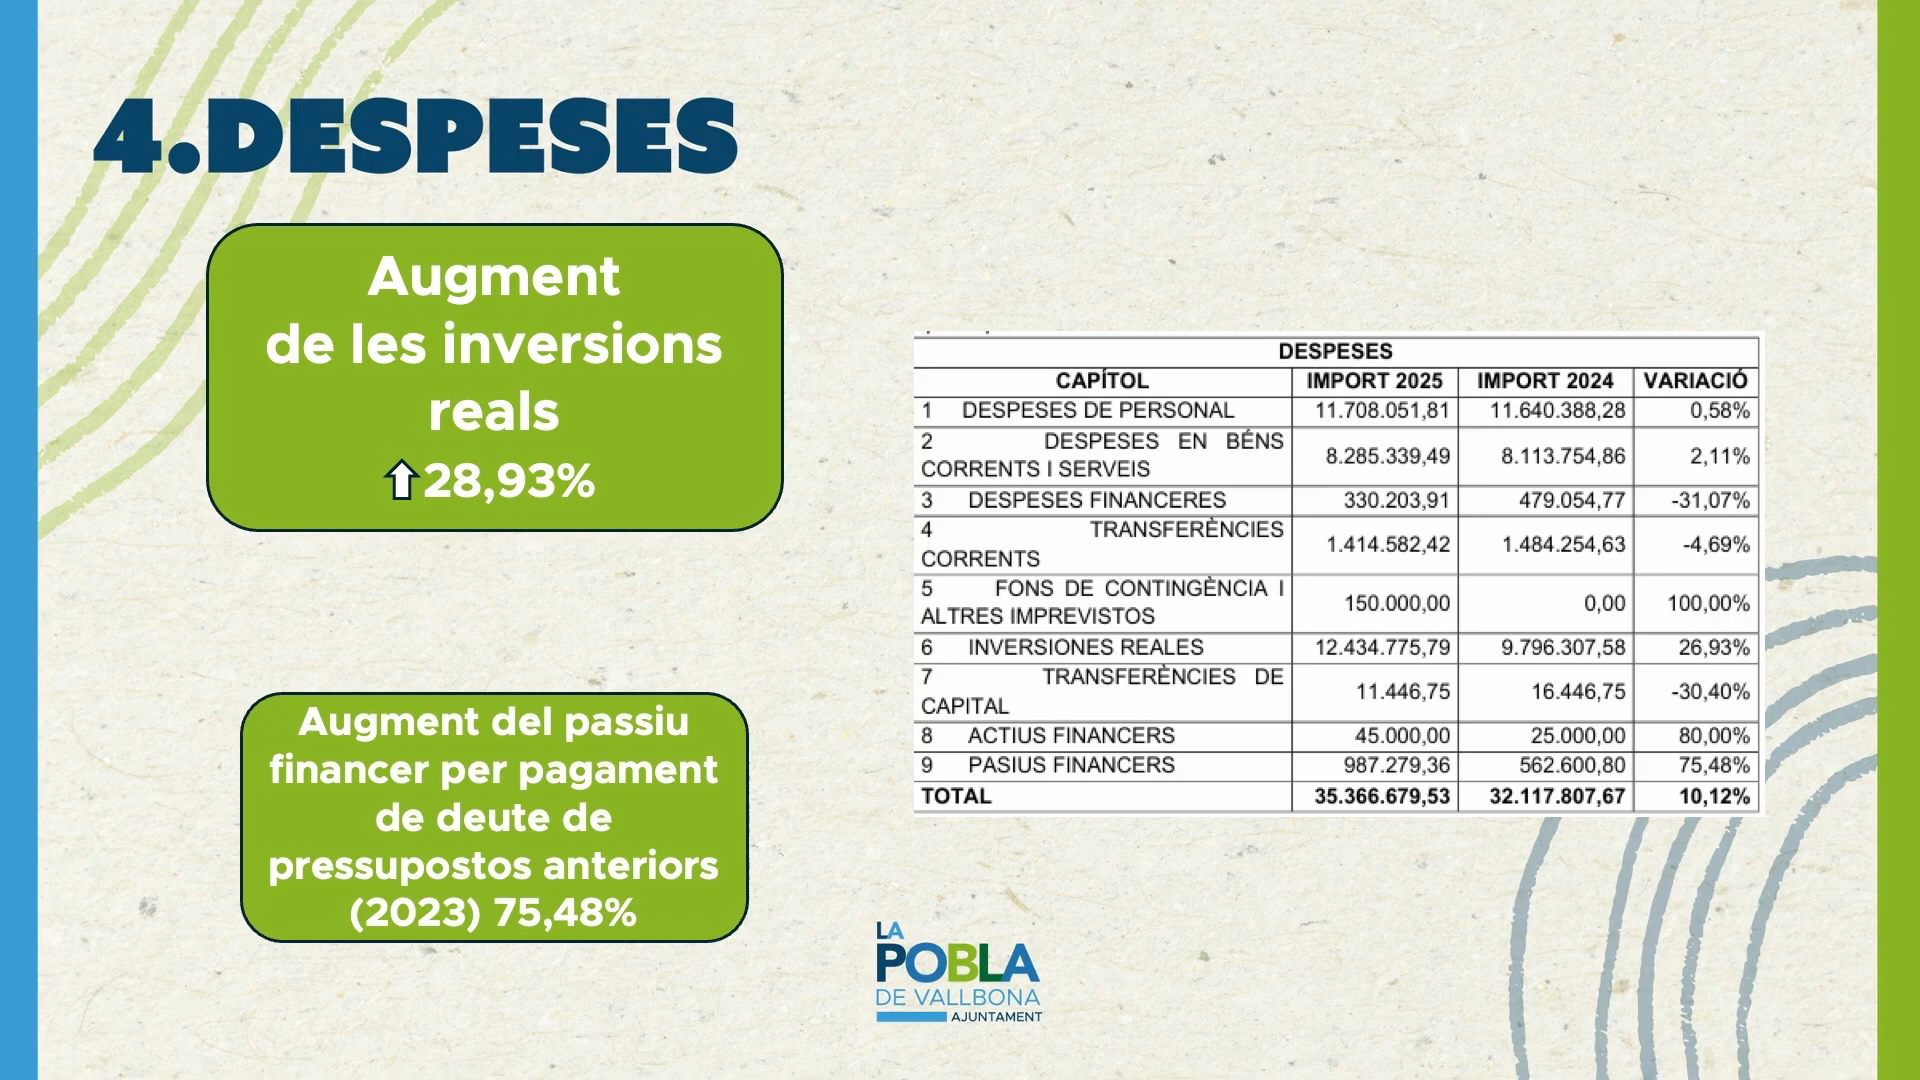 4.DESPESES
Augment
de les inversions
reals
⇧28,93%
Augment del passiu
financer per pagament
de deute de
pressupostos anteriors
(2023) 75,48%
DESPESES
CAPÍTOL IMPORT 2025 IMPORT 2024 VARIACIÓ
1 DESPESES DE PERSONAL 11.708.051,81 11.640.388,28 0,58%
2 DESPESES EN BÉNS
CORRENTS I SERVEIS 8.285.339,49 8.113.754,86 2,11%
3 DESPESES FINANCERES 330.203,91 479.054,77 -31,07%
4 TRANSFERÈNCIES
CORRENTS 1.414.582,42 1.484.254,63 -4,69%
5 FONS DE CONTINGÈNCIA I
ALTRES IMPREVISTOS 150.000,00 0,00 100,00%
6 INVERSIONES REALES 12.434.775,79 9.796.307,58 26,93%
7 TRANSFERÈNCIES DE
CAPITAL 11.446,75 16.446,75 -30,40%
8 ACTIUS FINANCERS 45.000,00 25.000,00 80,00%
9 PASIUS FINANCERS 987.279,36 562.600,80 75,48%
TOTAL 35.366.679,53 32.117.807,67 10,12%
LA
POBLA
DE VALLBONA
AJUNTAMENT